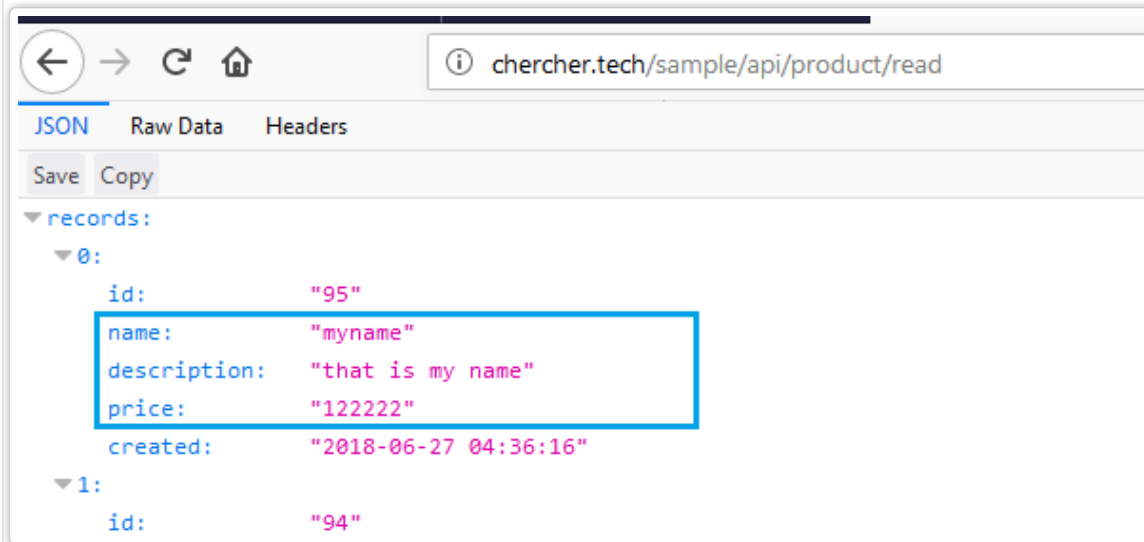 chercher.tech/sample/api/product/read
JSON Raw Data Headers
Save Copy
records:
0:
id: "95"
name: "myname"
description: "that is my name"
price: "122222"
created: "2018-06-27 04:36:16"
1:
id: "94"